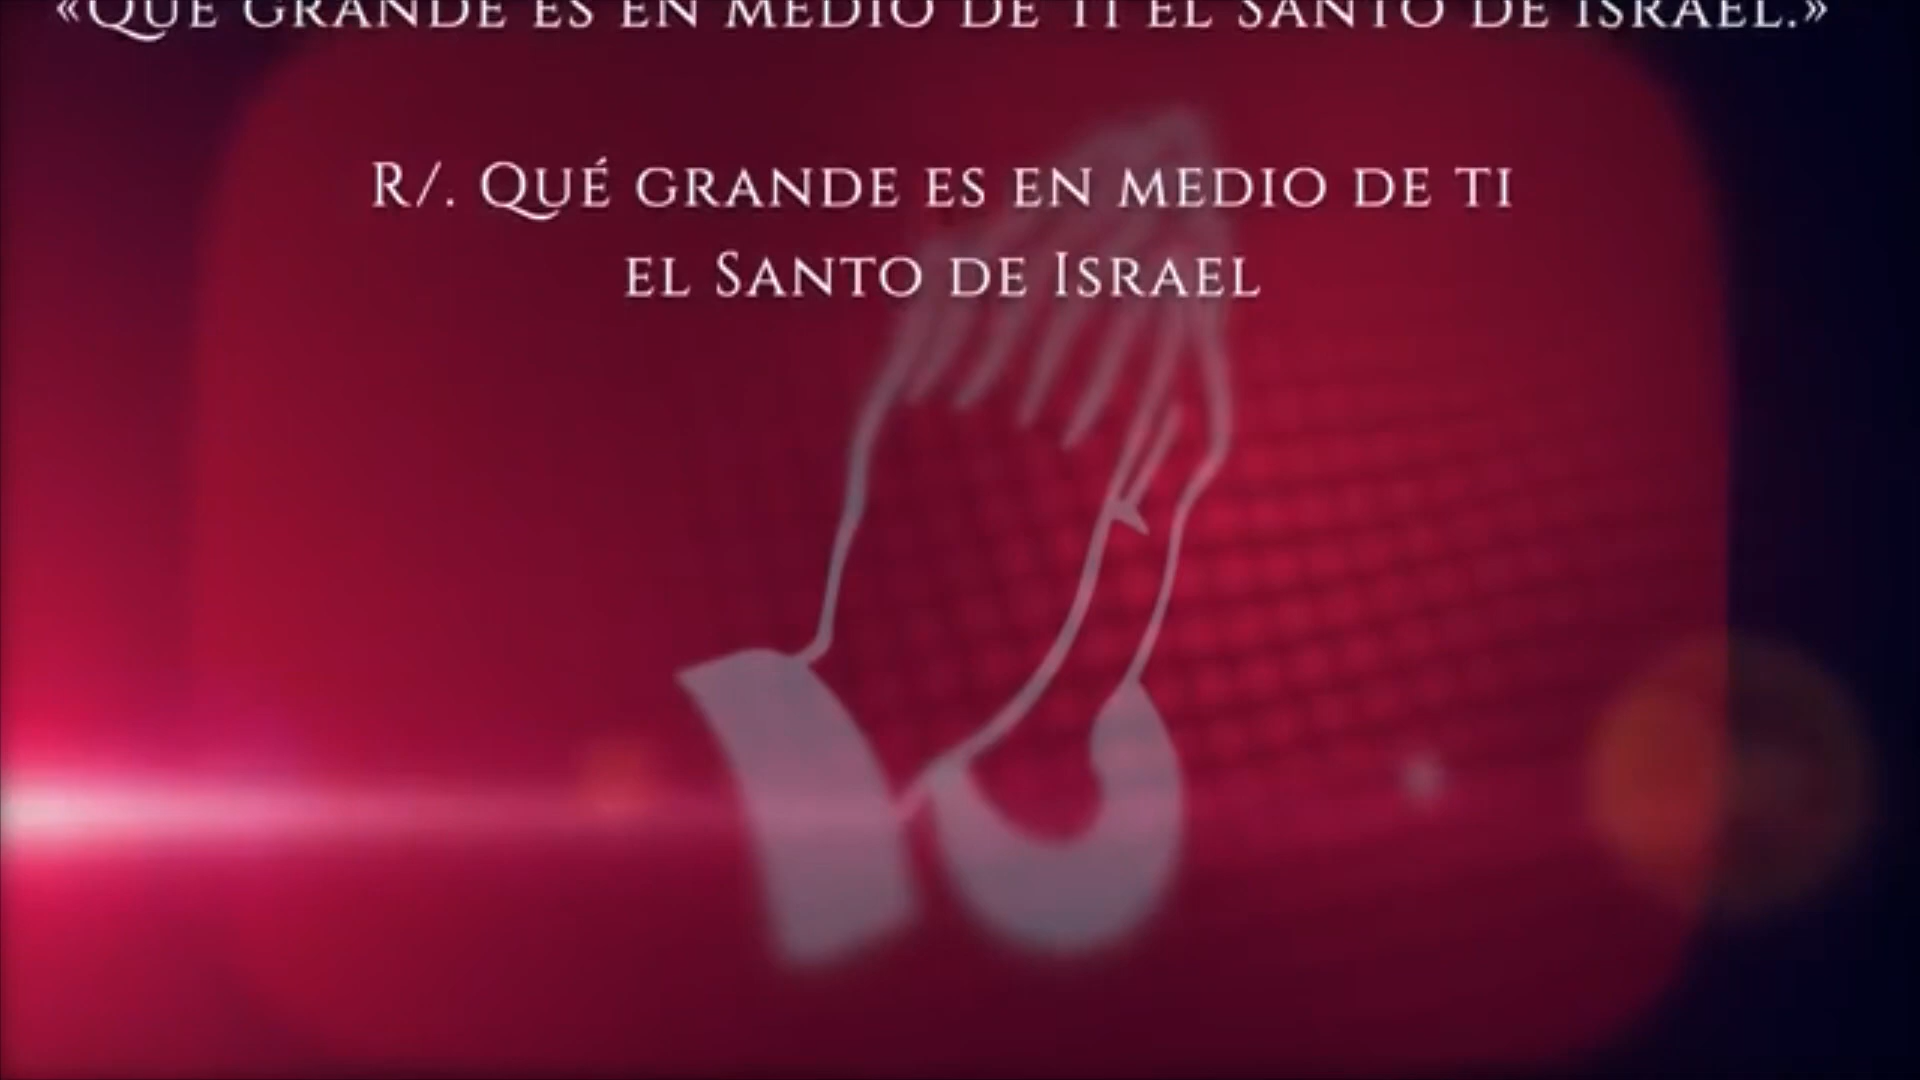 «Qué grande es en medio de ti el Santo de Israel.»
R/. Qué grande es en medio de ti
el Santo de Israel